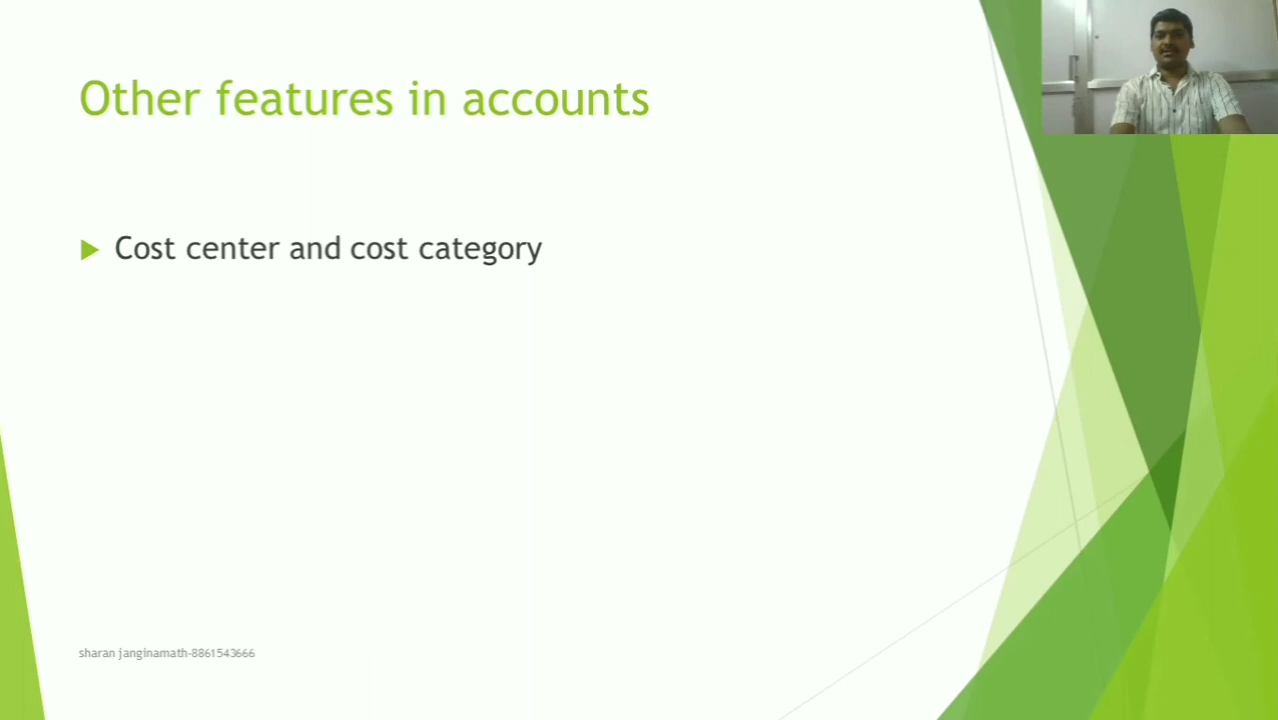 Other features in accounts
Cost center and cost category
sharan janginamath-8861543666